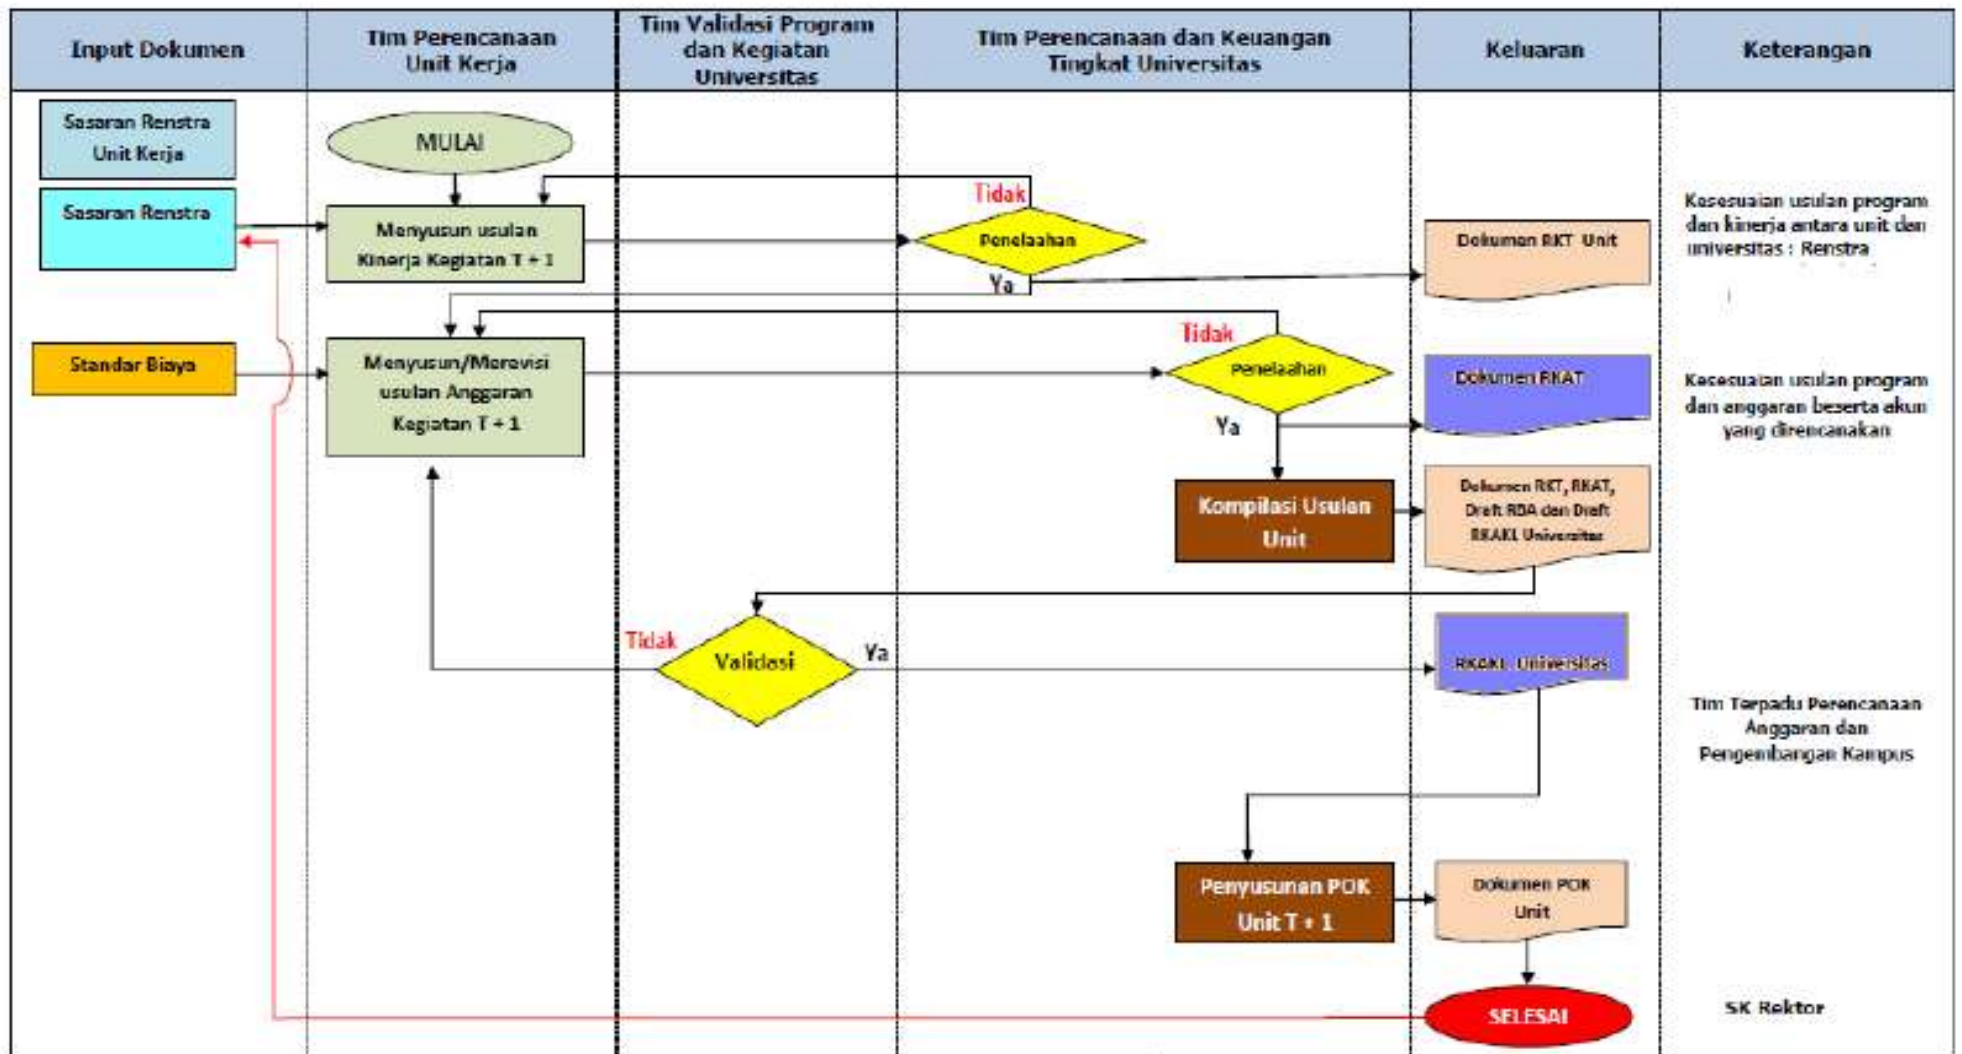 Input Dokumen
Tim Perencanaan
Unit Kerja
Tim Validasi Program
dan Kegiatan
Universitas
Tim Perencanaan dan Keuangan
Tingkat Universitas
Keluaran
Keterangan
Sasaran Renstra
Unit Kerja
MULAI
Sasaran Renstra
Menyusun usulan
Kinerja Kegiatan T + 1
Tidak
Penelaahan
Ya
Dokumen RKT Unit
Kesesuaian usulan program
dan kinerja antara unit dan
universitas : Renstra
Standar Biaya
Menyusun/Merevisi
usulan Anggaran
Kegiatan T + 1
Tidak
Penelaahan
Ya
Dokumen RKAT
Kesesuaian usulan program
dan anggaran beserta akun
yang direncanakan
Kompilasi Usulan
Unit
Dokumen RKT, RKAT,
Draft RBA dan Draft
RKAKL Universitas
Tidak
Validasi
Ya
RKAKL Universitas
Tim Terpadu Perencanaan
Anggaran dan
Pengembangan Kampus
Penyusunan POK
Unit T + 1
Dokumen POK
Unit
SELESAI
SK Rektor